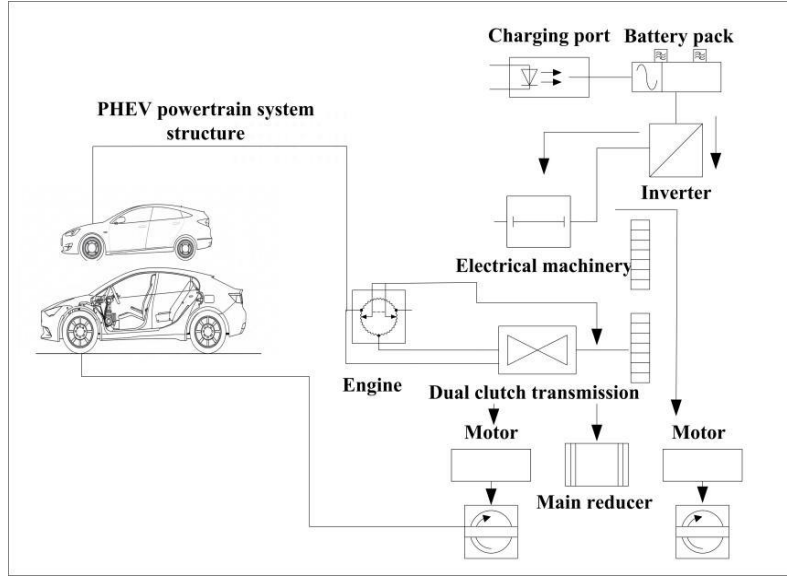 Charging port
Battery pack
PHEV powertrain system
structure
Inverter
Electrical machinery
Engine
Dual clutch transmission
Motor
Motor
Main reducer